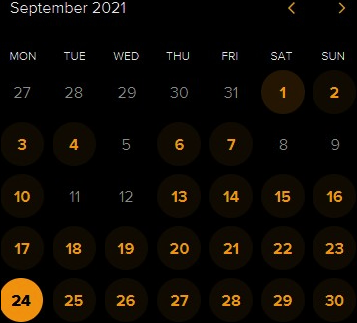 September 2021
MON TUE WED THU FRI SAT SUN
27 28 29 30 31 1 2
3 4 5 6 7 8 9
10 11 12 13 14 15 16
17 18 19 20 21 22 23
24 25 26 27 28 29 30